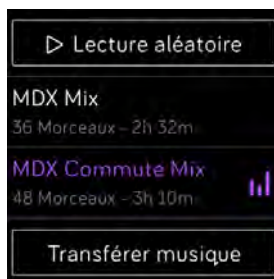 Lecture aléatoire
MDX Mix
36 Morceaux – 2h 32m
MDX Commute Mix
48 Morceaux – 3h 10m
Transférer musique